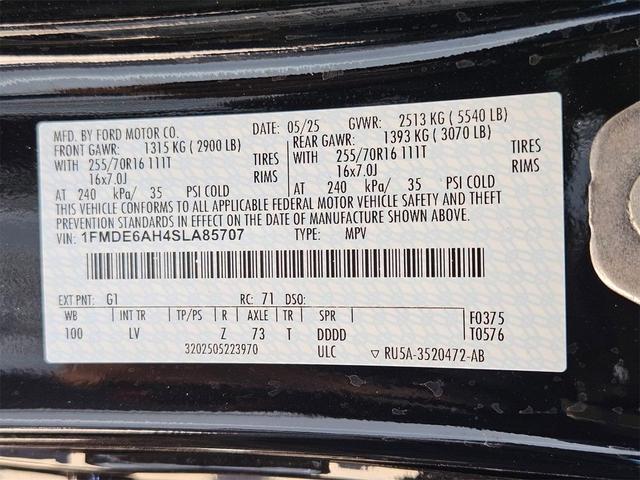 MFD. BY FORD MOTOR CO.
DATE: 05/25 GVWR: 2513 KG ( 5540 LB)
FRONT GAWR: 1315 KG ( 2900 LB)
REAR GAWR: 1393 KG ( 3070 LB)
WITH 255/70R16 111T TIRES
WITH 255/70R16 111T TIRES
16x7.0J RIMS
16x7.0J RIMS
AT 240 kPa/ 35 PSI COLD
AT 240 kPa/ 35 PSI COLD
THIS VEHICLE CONFORMS TO ALL APPLICABLE FEDERAL MOTOR VEHICLE SAFETY AND THEFT
PREVENTION STANDARDS IN EFFECT ON THE DATE OF MANUFACTURE SHOWN ABOVE.
VIN: 1FMDE6AH4SLA85707 TYPE: MPV
EXT PNT: G1 RC: 71 DSO:
WB INT TR TP/PS R AXLE TR SPR F0375
100 LV Z 73 T DDDD T0576
3202505223970 ULC ▽ RU5A-3520472-AB